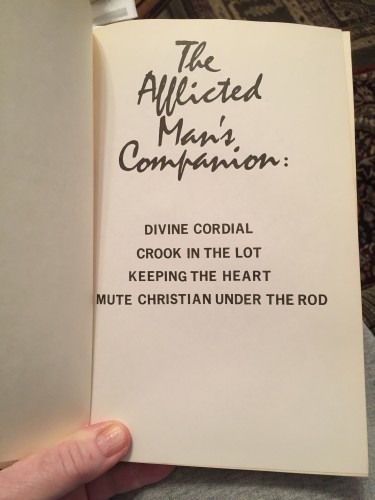 The
Afflicted
Man's
Companion:
DIVINE CORDIAL
CROOK IN THE LOT
KEEPING THE HEART
MUTE CHRISTIAN UNDER THE ROD